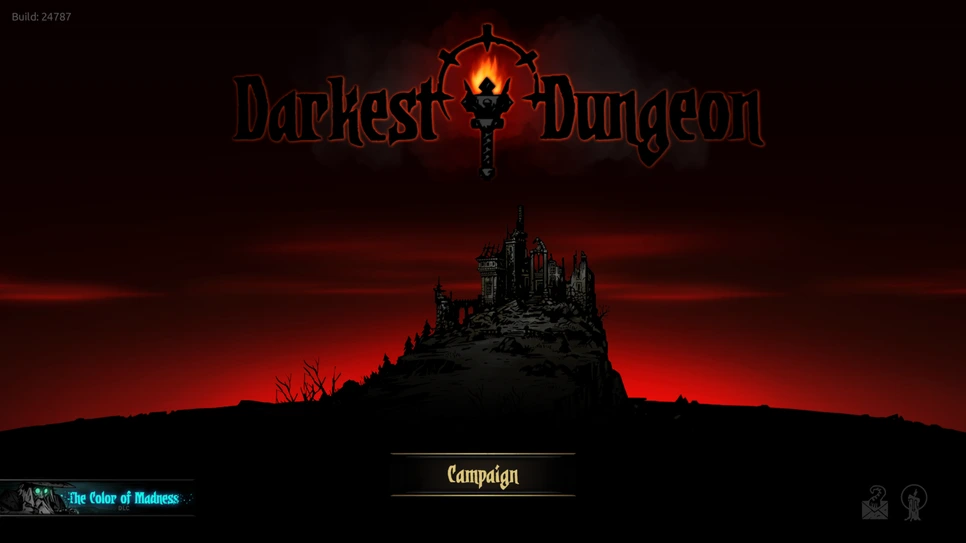 Build: 24787
Darkest Dungeon
Campaign
The Color of Madness
DLC